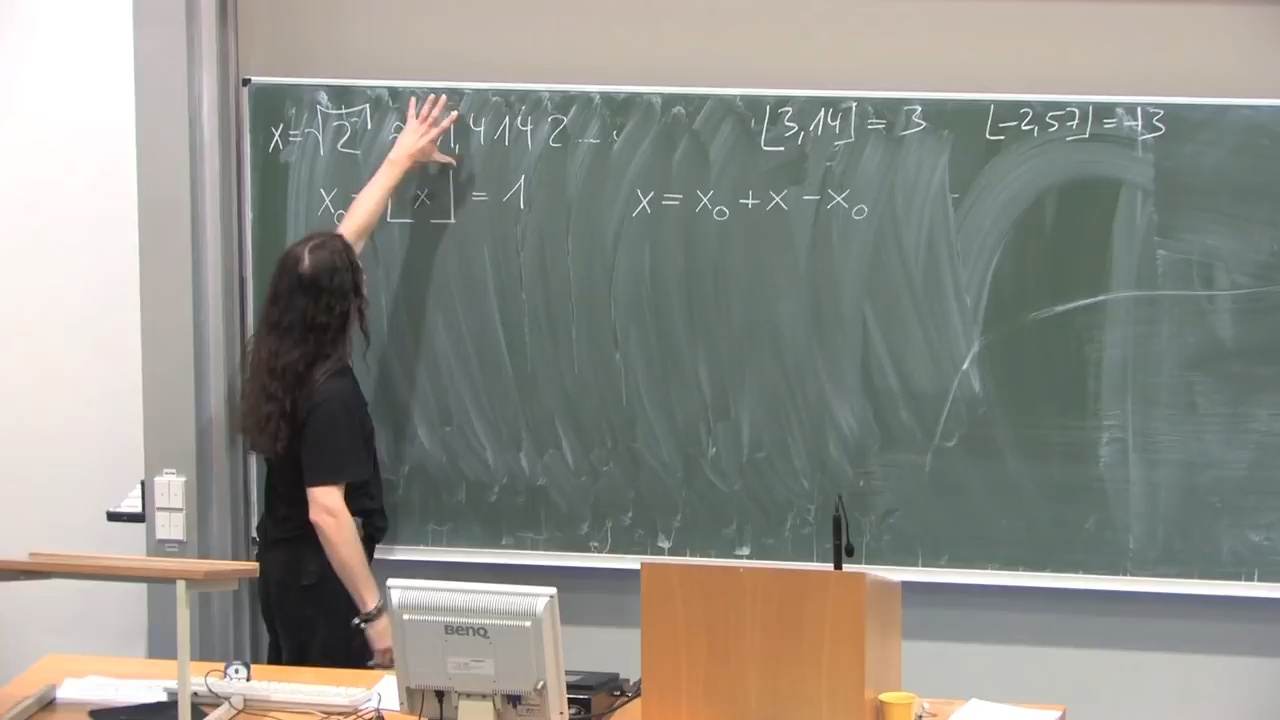 x = √2 ≈ 1,4142... ⌊3,14⌋ = 3 ⌊-2,57⌋ = -3
x₀ = ⌊x⌋ = 1 x = x₀ + x - x₀
BenQ